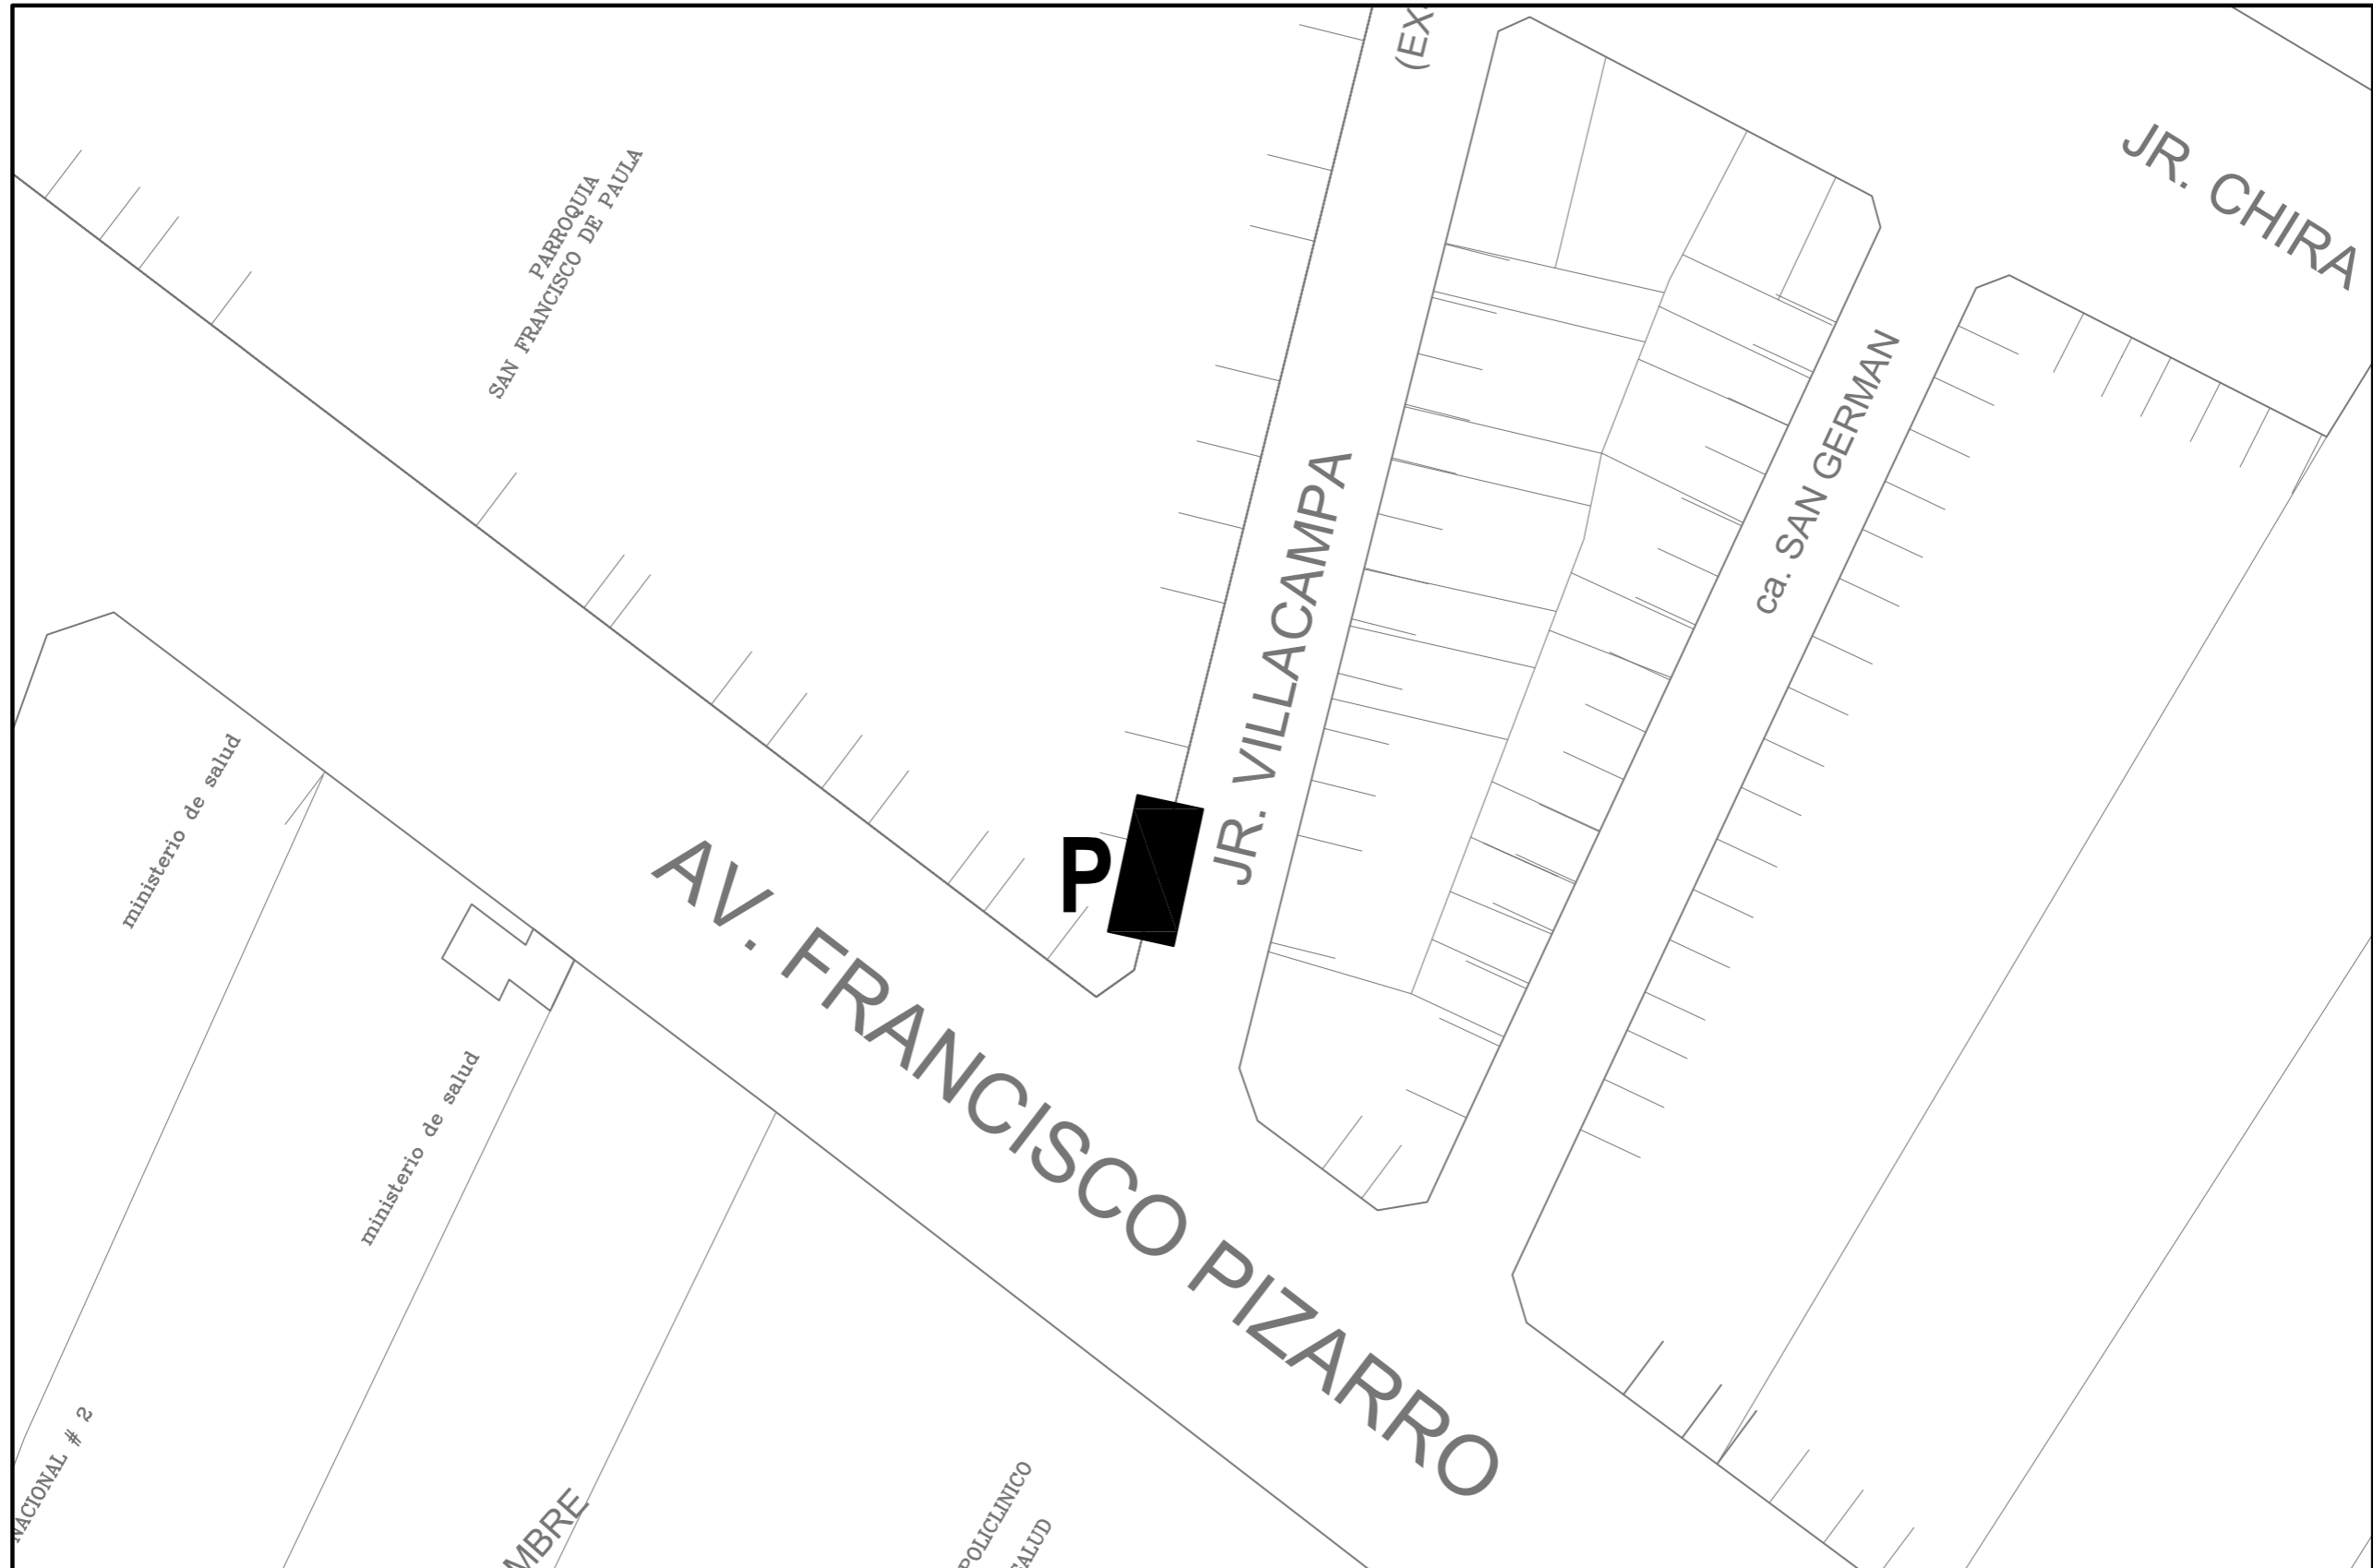 (EX
JR. CHIRA
PARROQUIA
SAN FRANCISCO DE PAULA
ca. SAN GERMAN
JR. VILLACAMPA
ministerio de salud
P
AV. FRANCISCO PIZARRO
ministerio de salud
NACIONAL # 2
MBRE
POLICLINICO
ALUD